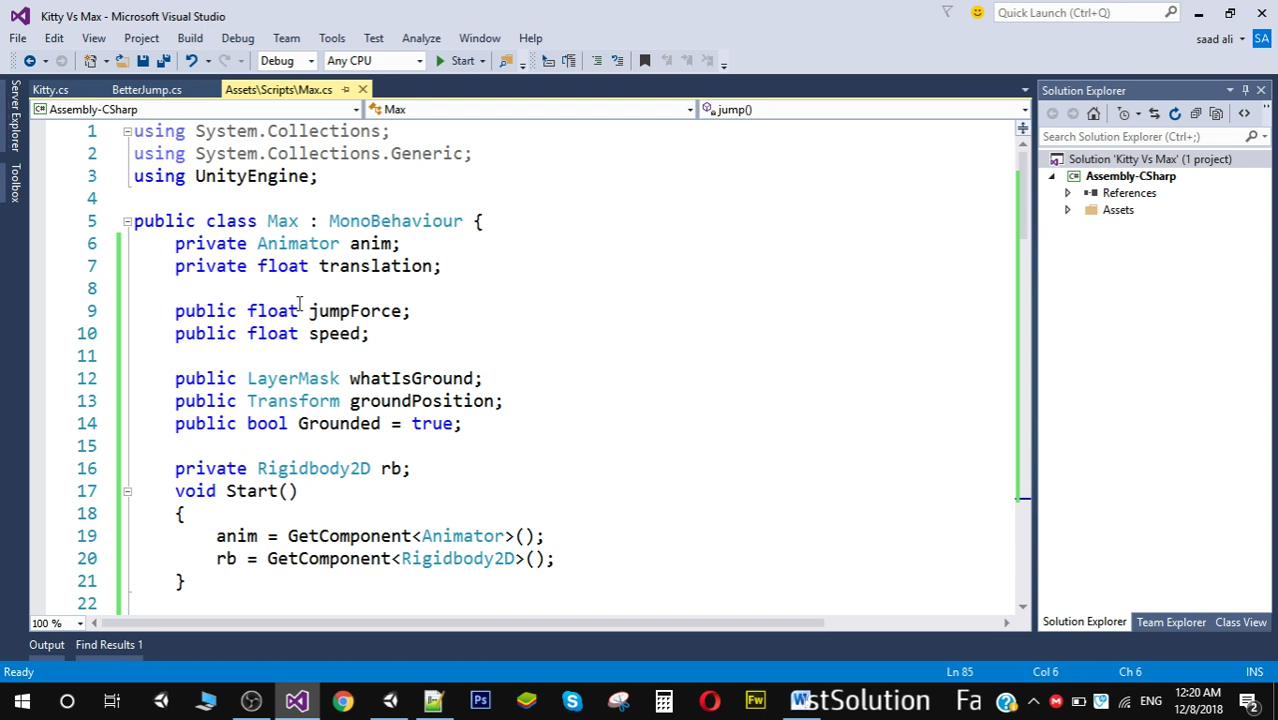 Kitty Vs Max - Microsoft Visual Studio
Quick Launch (Ctrl+Q)
File Edit View Project Build Debug Team Tools Test Analyze Window Help
saad ali SA
Debug Any CPU Start
Kitty.cs BetterJump.cs Assets\Scripts\Max.cs
Assembly-CSharp Max jump()
Server Explorer
Toolbox
1 using System.Collections;
2 using System.Collections.Generic;
3 using UnityEngine;
4
5 public class Max : MonoBehaviour {
6 private Animator anim;
7 private float translation;
8
9 public float jumpForce;
10 public float speed;
11
12 public LayerMask whatIsGround;
13 public Transform groundPosition;
14 public bool Grounded = true;
15
16 private Rigidbody2D rb;
17 void Start()
18 {
19 anim = GetComponent<Animator>();
20 rb = GetComponent<Rigidbody2D>();
21 }
22
100 %
Solution Explorer
Search Solution Explorer (Ctrl+;)
Solution 'Kitty Vs Max' (1 project)
Assembly-CSharp
References
Assets
Solution Explorer Team Explorer Class View
Output Find Results 1
Ready Ln 85 Col 6 Ch 6 INS
Ps Fw stSolution Fa ENG
12:20 AM
12/8/2018
2